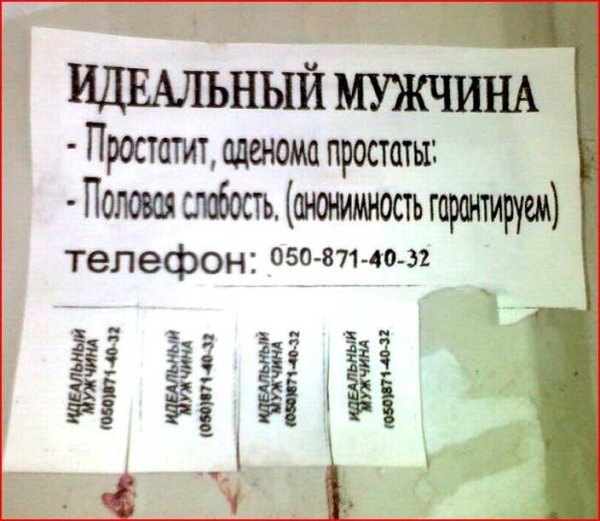 ИДЕАЛЬНЫЙ МУЖЧИНА
- Простатит, аденома простаты:
- Половая слабость. (анонимность гарантируем)
телефон: 050-871-40-32
ИДЕАЛЬНЫЙ
МУЖЧИНА
(050)871-40-32
ИДЕАЛЬНЫЙ
МУЖЧИНА
(050)871-40-32
ИДЕАЛЬНЫЙ
МУЖЧИНА
(050)871-40-32
ИДЕАЛЬНЫЙ
МУЖЧИНА
(050)871-40-32